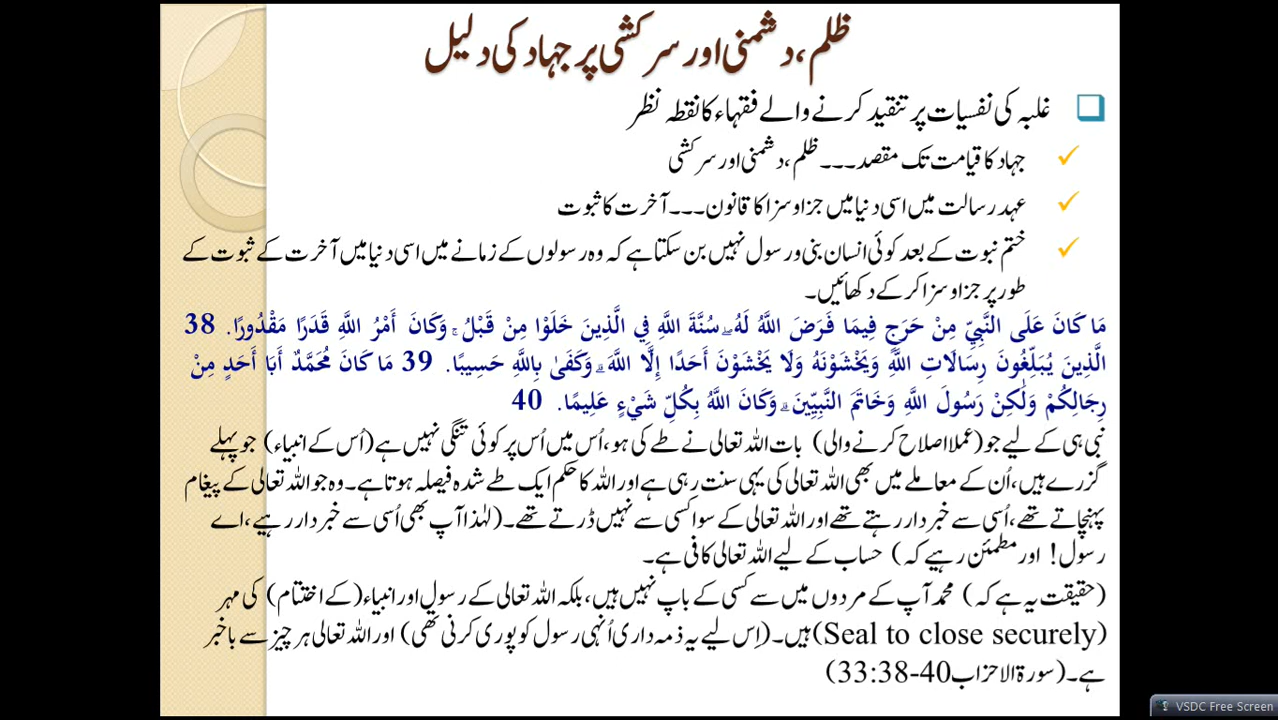 ظلم، دشمنی اور سرکشی پر جہاد کی دلیل
غلبہ کی نفسیات پر تنقید کرنے والے فقہاء کا نقطہ نظر
جہاد کا قیامت تک مقصد۔۔۔ ظلم، دشمنی اور سرکشی
عہد رسالت میں اسی دنیا میں جزا و سزا کا قانون۔۔۔ آخرت کا ثبوت
ختم نبوت کے بعد کوئی انسان نبی و رسول نہیں بن سکتا ہے کہ وہ رسولوں کے زمانے میں اسی دنیا میں آخرت کے ثبوت کے
طور پر جزا و سزا کر کے دکھائیں۔
مَا كَانَ عَلَى النَّبِيِّ مِنْ حَرَجٍ فِيمَا فَرَضَ اللَّهُ لَهُ ۖ سُنَّةَ اللَّهِ فِي الَّذِينَ خَلَوْا مِنْ قَبْلُ ۚ وَكَانَ أَمْرُ اللَّهِ قَدَرًا مَقْدُورًا. 38
الَّذِينَ يُبَلِّغُونَ رِسَالَاتِ اللَّهِ وَيَخْشَوْنَهُ وَلَا يَخْشَوْنَ أَحَدًا إِلَّا اللَّهَ ۗ وَكَفَىٰ بِاللَّهِ حَسِيبًا. 39 مَا كَانَ مُحَمَّدٌ أَبَا أَحَدٍ مِنْ
رِجَالِكُمْ وَلَٰكِنْ رَسُولَ اللَّهِ وَخَاتَمَ النَّبِيِّينَ ۗ وَكَانَ اللَّهُ بِكُلِّ شَيْءٍ عَلِيمًا. 40
نبی ہی کے لیے جو (عملا اصلاح کرنے والی) بات اللہ تعالی نے طے کی ہو، اُس میں اُس پر کوئی تنگی نہیں ہے (اُس کے انبیاء) جو پہلے
گزرے ہیں، اُن کے معاملے میں بھی اللہ تعالی کی یہی سنت رہی ہے اور اللہ کا حکم ایک طے شدہ فیصلہ ہوتا ہے۔ وہ جو اللہ تعالی کے پیغام
پہنچاتے تھے، اُسی سے خبردار رہتے تھے اور اللہ تعالی کے سوا کسی سے نہیں ڈرتے تھے۔ (لہٰذا آپ بھی اُسی سے خبردار رہیے، اے
رسول! اور مطمئن رہیے کہ) حساب کے لیے اللہ تعالی کافی ہے۔
(حقیقت یہ ہے کہ) محمد آپ کے مردوں میں سے کسی کے باپ نہیں ہیں، بلکہ اللہ تعالی کے رسول اور انبیاء (کے اختتام) کی مہر
(Seal to close securely) ہیں۔ (اِس لیے یہ ذمہ داری اُنہی رسول کو پوری کرنی تھی) اور اللہ تعالی ہر چیز سے باخبر
ہے۔ (سورۃ الاحزاب 33:38-40)
VSDC Free Screen